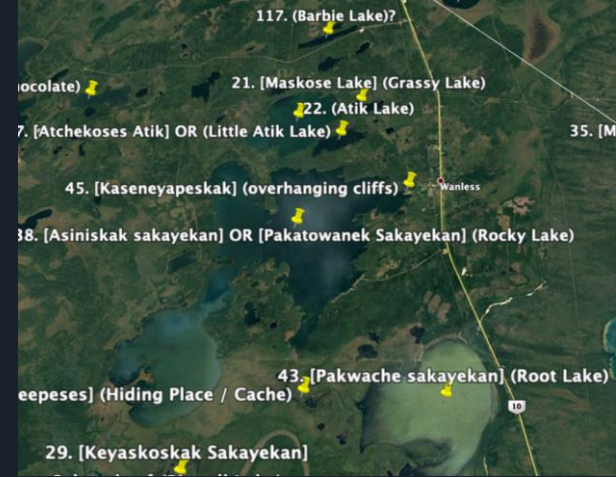 117. (Barbie Lake)?
ocolate)
21. [Maskose Lake] (Grassy Lake)
22. (Atik Lake)
7. [Atchekoses Atik] OR (Little Atik Lake)
35. [M
45. [Kaseneyapeskak] (overhanging cliffs)
Wanless
38. [Asiniskak sakayekan] OR [Pakatowanek Sakayekan] (Rocky Lake)
43. [Pakwache sakayekan] (Root Lake)
eepeses] (Hiding Place / Cache)
10
29. [Keyaskoskak Sakayekan]